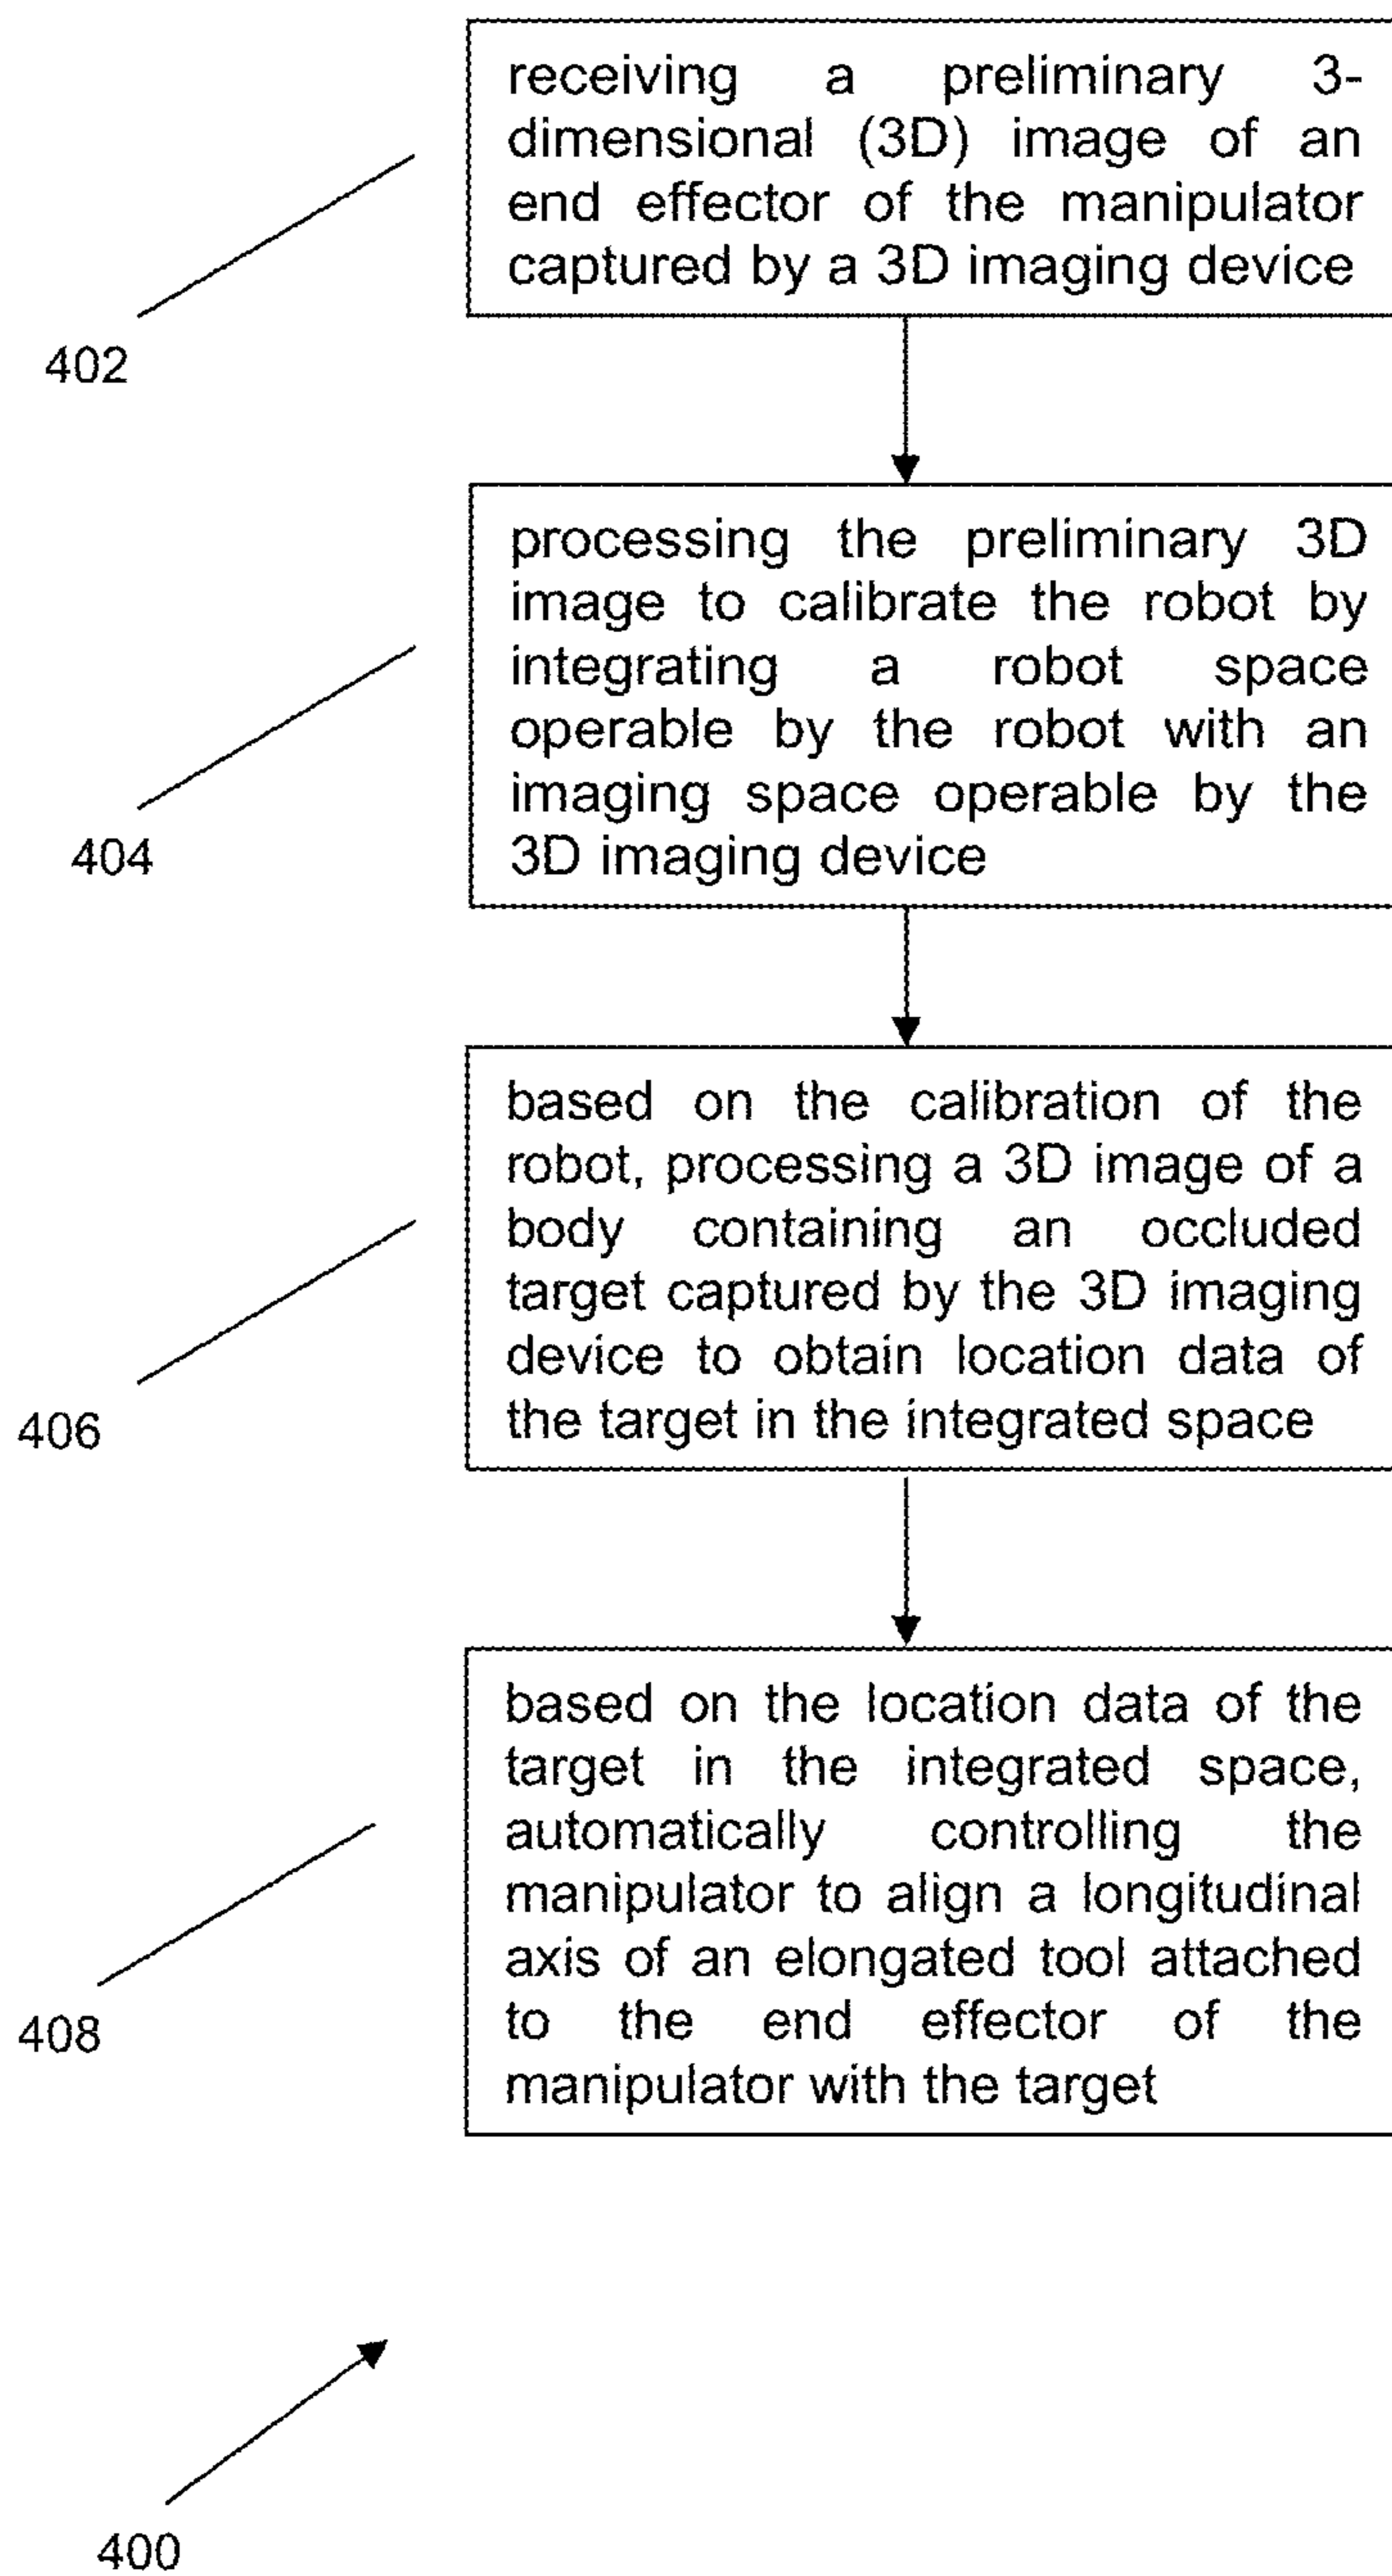 receiving a preliminary 3-
dimensional (3D) image of an
end effector of the manipulator
captured by a 3D imaging device
402
processing the preliminary 3D
image to calibrate the robot by
integrating a robot space
operable by the robot with an
imaging space operable by the
3D imaging device
404
based on the calibration of the
robot, processing a 3D image of a
body containing an occluded
target captured by the 3D imaging
device to obtain location data of
the target in the integrated space
406
based on the location data of the
target in the integrated space,
automatically controlling the
manipulator to align a longitudinal
axis of an elongated tool attached
to the end effector of the
manipulator with the target
408
400